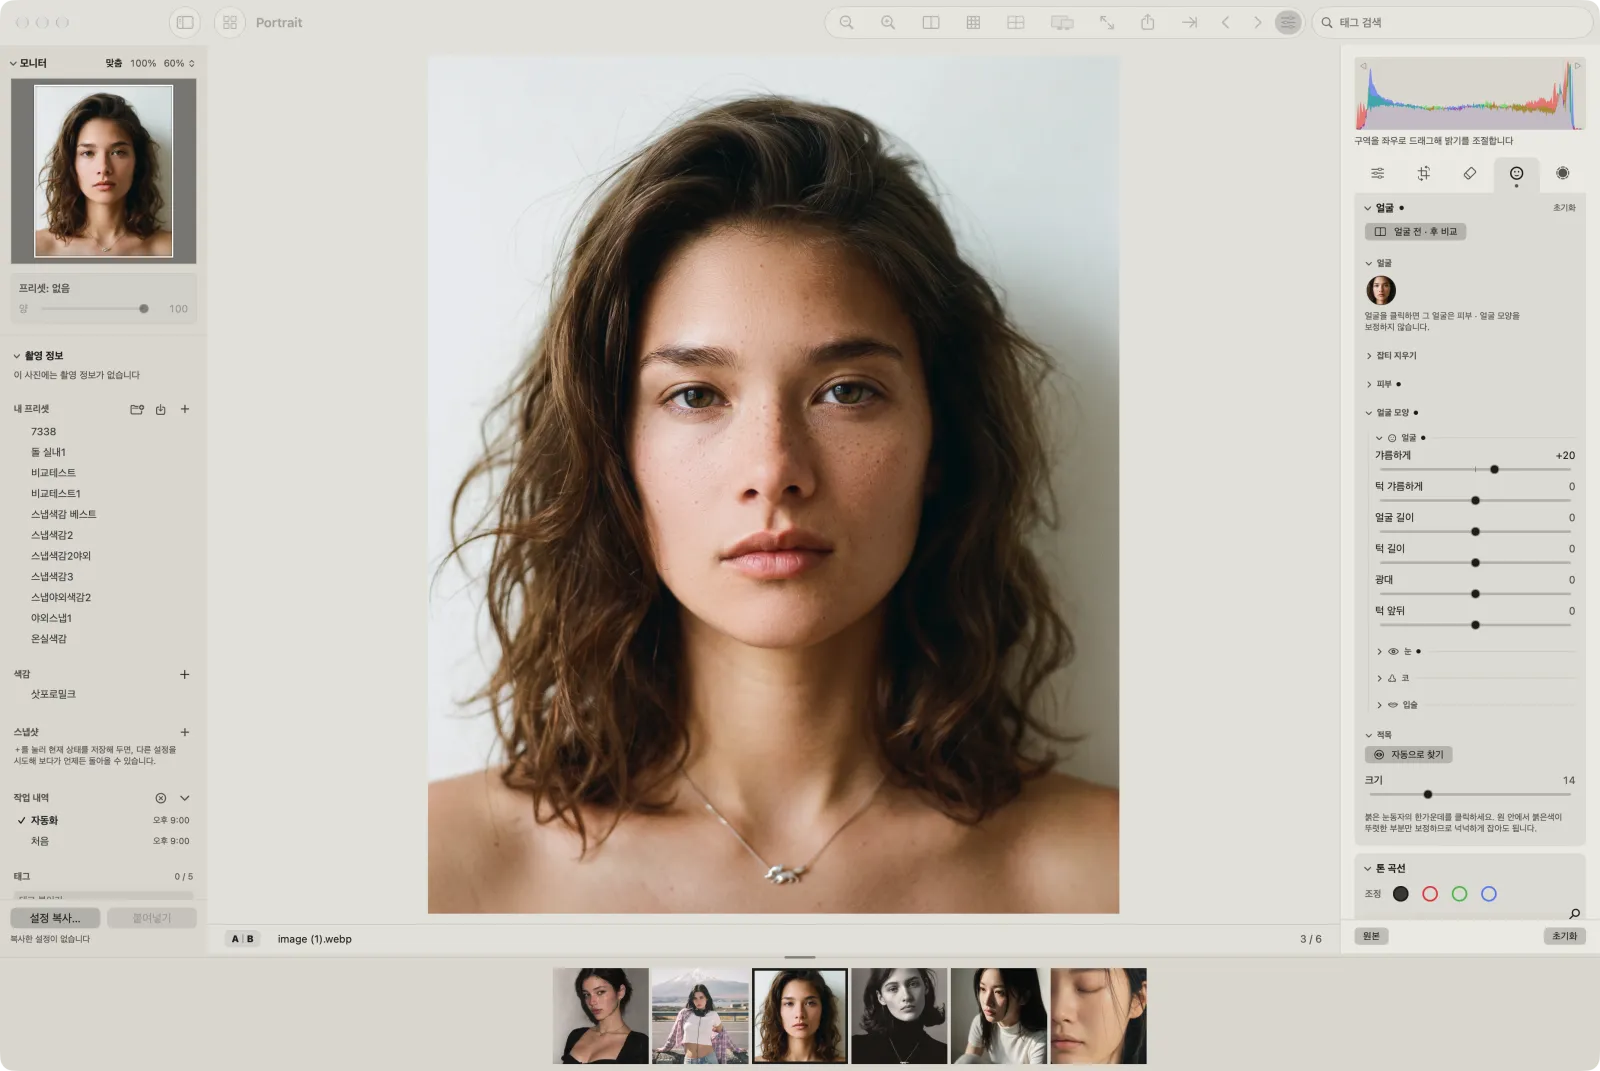 Portrait
태그 검색
모니터
맞춤 100% 60%
프리셋: 없음
양 100
촬영 정보
이 사진에는 촬영 정보가 없습니다
내 프리셋
7338
돌 실내1
비교테스트
비교테스트1
스냅색감 베스트
스냅색감2
스냅색감2야외
스냅색감3
스냅야외색감2
야외스냅1
온실색감
색감
삿포로밀크
스냅샷
+를 눌러 현재 상태를 저장해 두면, 다른 설정을
시도해 보다가 언제든 돌아올 수 있습니다.
작업 내역
자동화 오후 9:00
처음 오후 9:00
태그 0 / 5
설정 복사... 붙여넣기
복사한 설정이 없습니다
A B image (1).webp 3 / 6
구역을 좌우로 드래그해 밝기를 조절합니다
얼굴 초기화
얼굴 전 · 후 비교
얼굴
얼굴을 클릭하면 그 얼굴은 피부 · 얼굴 모양을
보정하지 않습니다.
잡티 지우기
피부
얼굴 모양
얼굴
갸름하게 +20
턱 갸름하게 0
얼굴 길이 0
턱 길이 0
광대 0
턱 앞뒤 0
눈
코
입술
적목
자동으로 찾기
크기 14
붉은 눈동자의 한가운데를 클릭하세요. 원 안에서 붉은색이
뚜렷한 부분만 보정하므로 넉넉하게 잡아도 됩니다.
톤 곡선
조정
원본 초기화